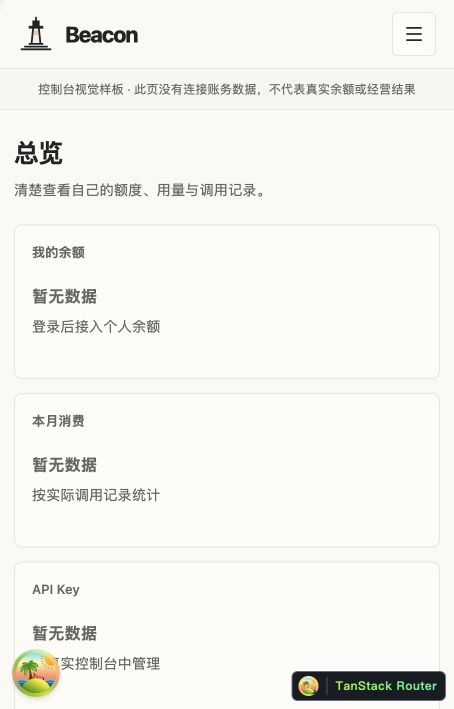 Beacon
控制台视觉样板 · 此页没有连接账务数据，不代表真实余额或经营结果
总览
清楚查看自己的额度、用量与调用记录。
我的余额
暂无数据
登录后接入个人余额
本月消费
暂无数据
按实际调用记录统计
API Key
暂无数据
真实控制台中管理
TanStack Router